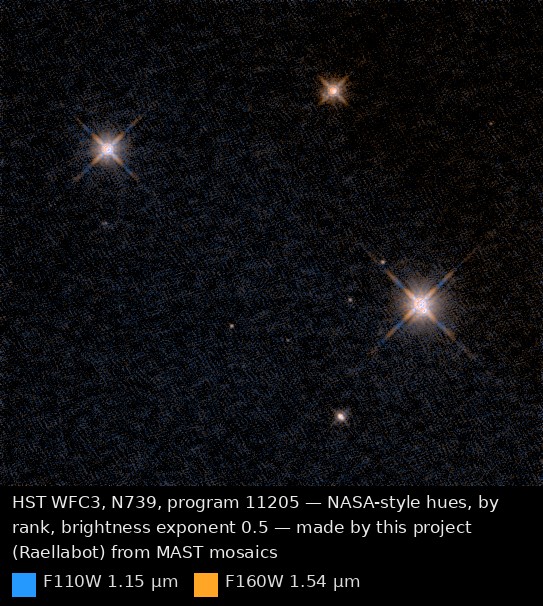 HST WFC3, N739, program 11205 — NASA-style hues, by
rank, brightness exponent 0.5 — made by this project
(Raellabot) from MAST mosaics
F110W 1.15 µm F160W 1.54 µm